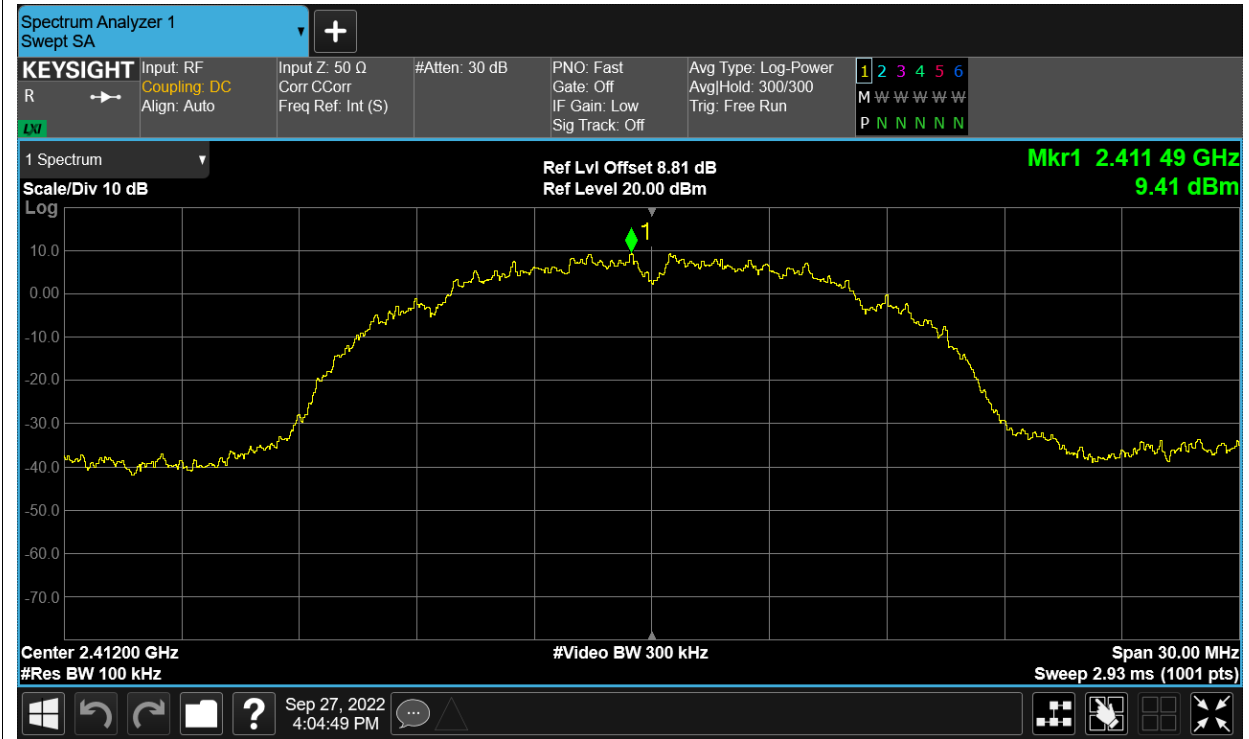 Spectrum Analyzer 1
Swept SA
KEYSIGHT
R
LXI
Input: RF
Coupling: DC
Align: Auto
Input Z: 50 Ω
Corr CCorr
Freq Ref: Int (S)
#Atten: 30 dB
PNO: Fast
Gate: Off
IF Gain: Low
Sig Track: Off
Avg Type: Log-Power
Avg|Hold: 300/300
Trig: Free Run
1 2 3 4 5 6
M W W W W W
P N N N N N
1 Spectrum
Scale/Div 10 dB
Ref Lvl Offset 8.81 dB
Ref Level 20.00 dBm
Mkr1 2.411 49 GHz
9.41 dBm
Log
1
10.0
0.00
-10.0
-20.0
-30.0
-40.0
-50.0
-60.0
-70.0
Center 2.41200 GHz
#Video BW 300 kHz
Span 30.00 MHz
#Res BW 100 kHz
Sweep 2.93 ms (1001 pts)
?
Sep 27, 2022
4:04:49 PM